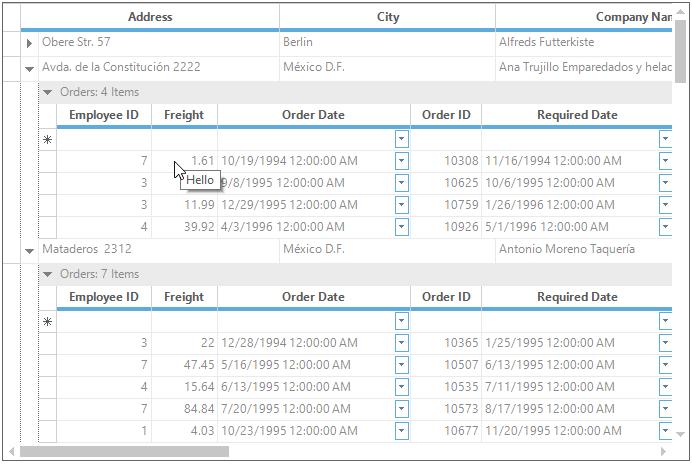 Address City Company Nam
Obere Str. 57 Berlin Alfreds Futterkiste
Avda. de la Constitución 2222 México D.F. Ana Trujillo Emparedados y helac
Orders: 4 Items
Employee ID Freight Order Date Order ID Required Date
7 1.61 10/19/1994 12:00:00 AM 10308 11/16/1994 12:00:00 AM
3 9/8/1995 12:00:00 AM 10625 10/6/1995 12:00:00 AM
Hello
3 11.99 12/29/1995 12:00:00 AM 10759 1/26/1996 12:00:00 AM
4 39.92 4/3/1996 12:00:00 AM 10926 5/1/1996 12:00:00 AM
Mataderos 2312 México D.F. Antonio Moreno Taquería
Orders: 7 Items
Employee ID Freight Order Date Order ID Required Date
3 22 12/28/1994 12:00:00 AM 10365 1/25/1995 12:00:00 AM
7 47.45 5/16/1995 12:00:00 AM 10507 6/13/1995 12:00:00 AM
4 15.64 6/13/1995 12:00:00 AM 10535 7/11/1995 12:00:00 AM
7 84.84 7/20/1995 12:00:00 AM 10573 8/17/1995 12:00:00 AM
1 4.03 10/23/1995 12:00:00 AM 10677 11/20/1995 12:00:00 AM